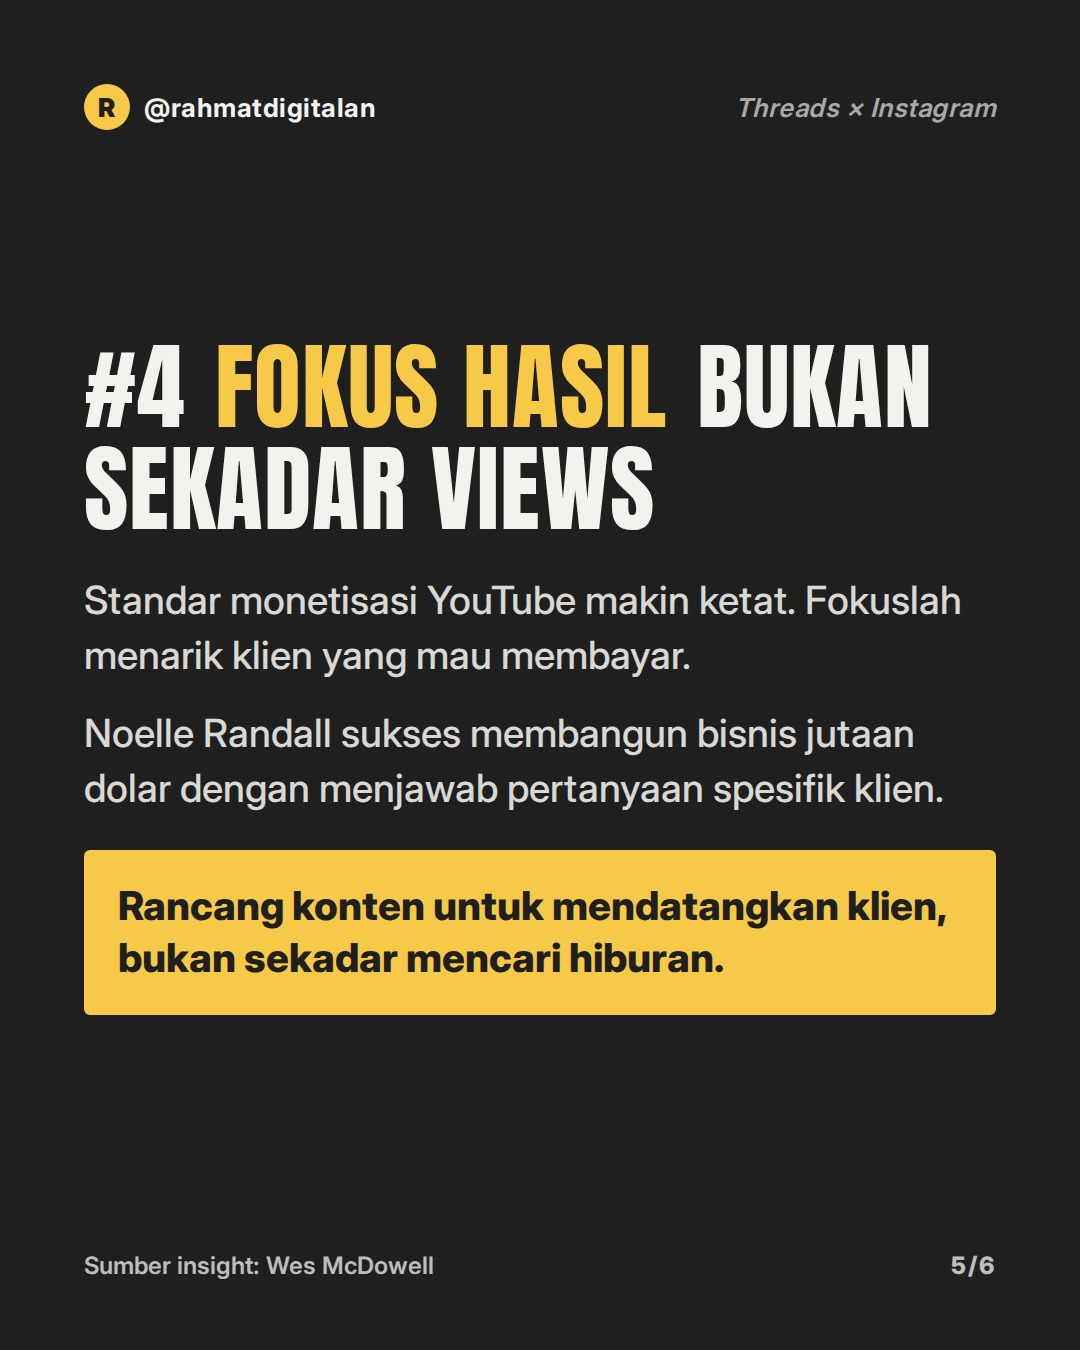 R @rahmatdigitalan
Threads × Instagram
#4 FOKUS HASIL BUKAN
SEKADAR VIEWS
Standar monetisasi YouTube makin ketat. Fokuslah
menarik klien yang mau membayar.
Noelle Randall sukses membangun bisnis jutaan
dolar dengan menjawab pertanyaan spesifik klien.
Rancang konten untuk mendatangkan klien,
bukan sekadar mencari hiburan.
Sumber insight: Wes McDowell
5/6